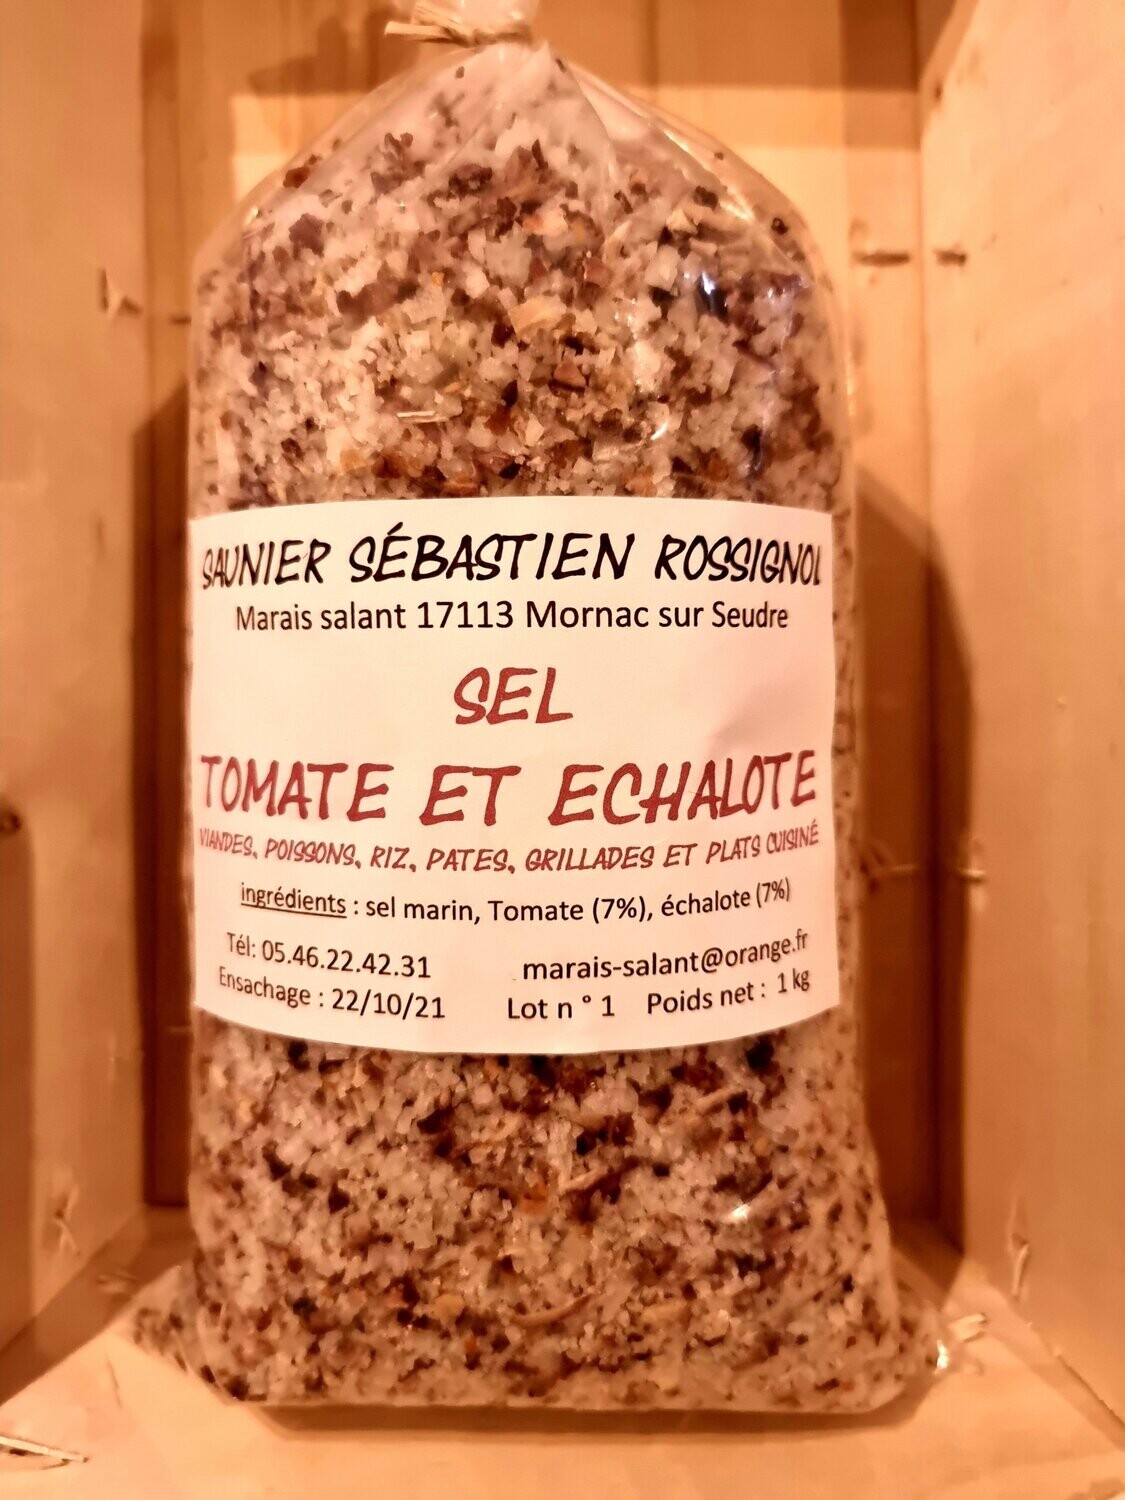 SAUNIER SÉBASTIEN ROSSIGNOL
Marais salant 17113 Mornac sur Seudre
SEL
TOMATE ET ECHALOTE
VIANDES, POISSONS, RIZ, PATES, GRILLADES ET PLATS CUISINÉ
ingrédients : sel marin, Tomate (7%), échalote (7%)
Tél: 05.46.22.42.31 marais-salant@orange.fr
Ensachage : 22/10/21 Lot n ° 1 Poids net : 1 kg